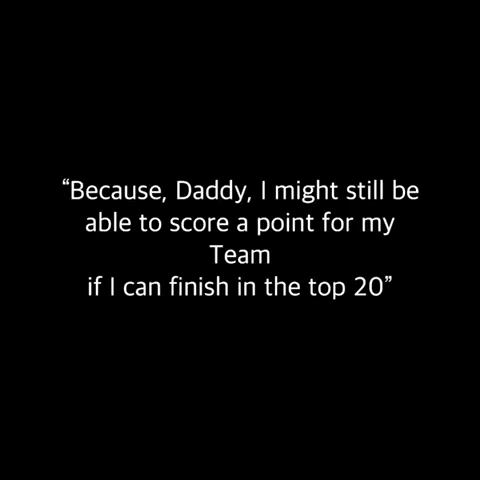 “Because, Daddy, I might still be
able to score a point for my
Team
if I can finish in the top 20”